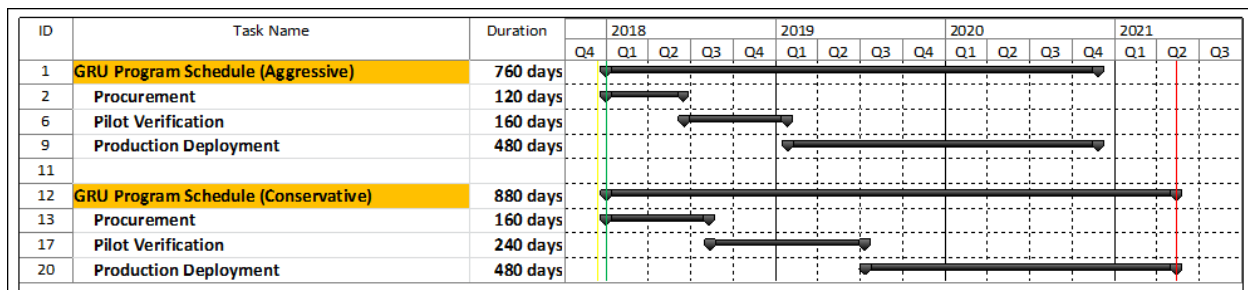 ID Task Name Duration 2018 2019 2020 2021
Q4 Q1 Q2 Q3 Q4 Q1 Q2 Q3 Q4 Q1 Q2 Q3 Q4 Q1 Q2 Q3
1 GRU Program Schedule (Aggressive) 760 days
2 Procurement 120 days
6 Pilot Verification 160 days
9 Production Deployment 480 days
11
12 GRU Program Schedule (Conservative) 880 days
13 Procurement 160 days
17 Pilot Verification 240 days
20 Production Deployment 480 days